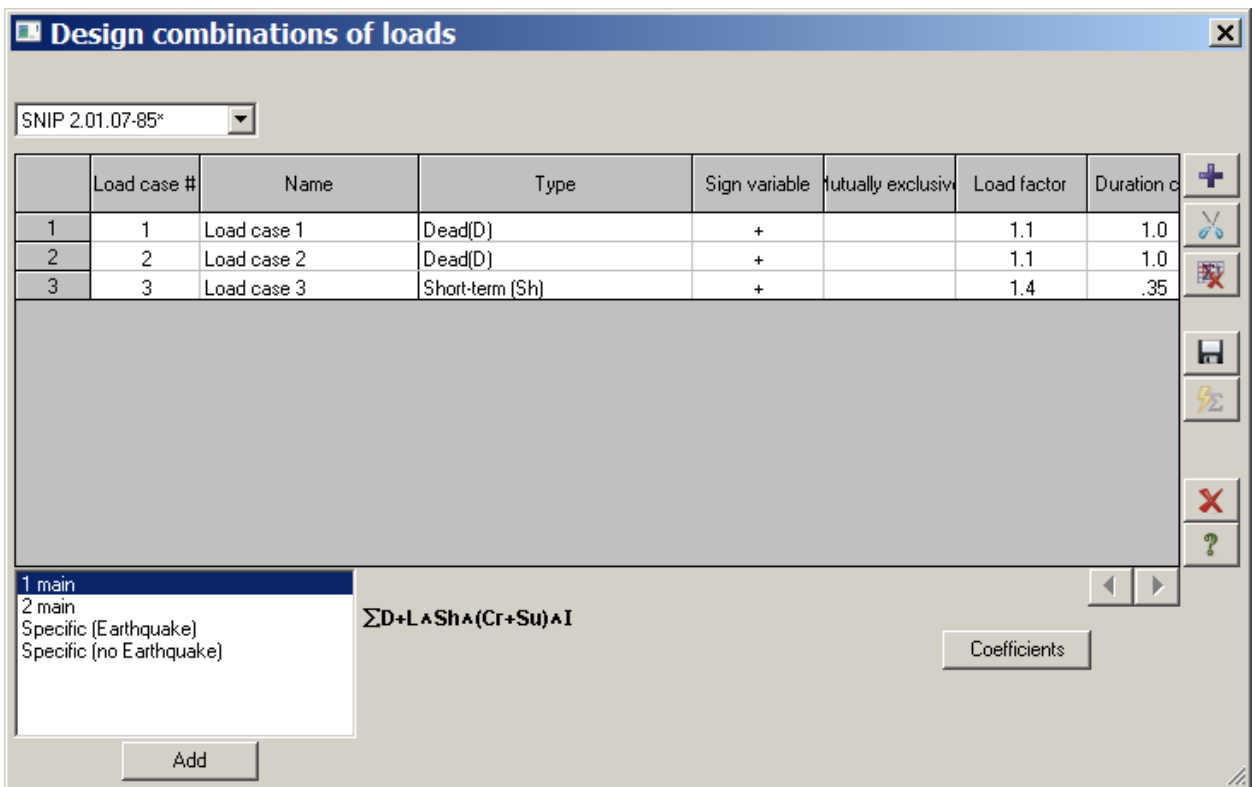 Design combinations of loads
SNIP 2.01.07-85*
Load case # Name Type Sign variable Mutually exclusive Load factor Duration c
1 1 Load case 1 Dead(D) + 1.1 1.0
2 2 Load case 2 Dead(D) + 1.1 1.0
3 3 Load case 3 Short-term (Sh) + 1.4 .35
1 main
2 main
Specific (Earthquake)
Specific (no Earthquake)
∑D+L∧Sh∧(Cr+Su)∧I
Coefficients
Add